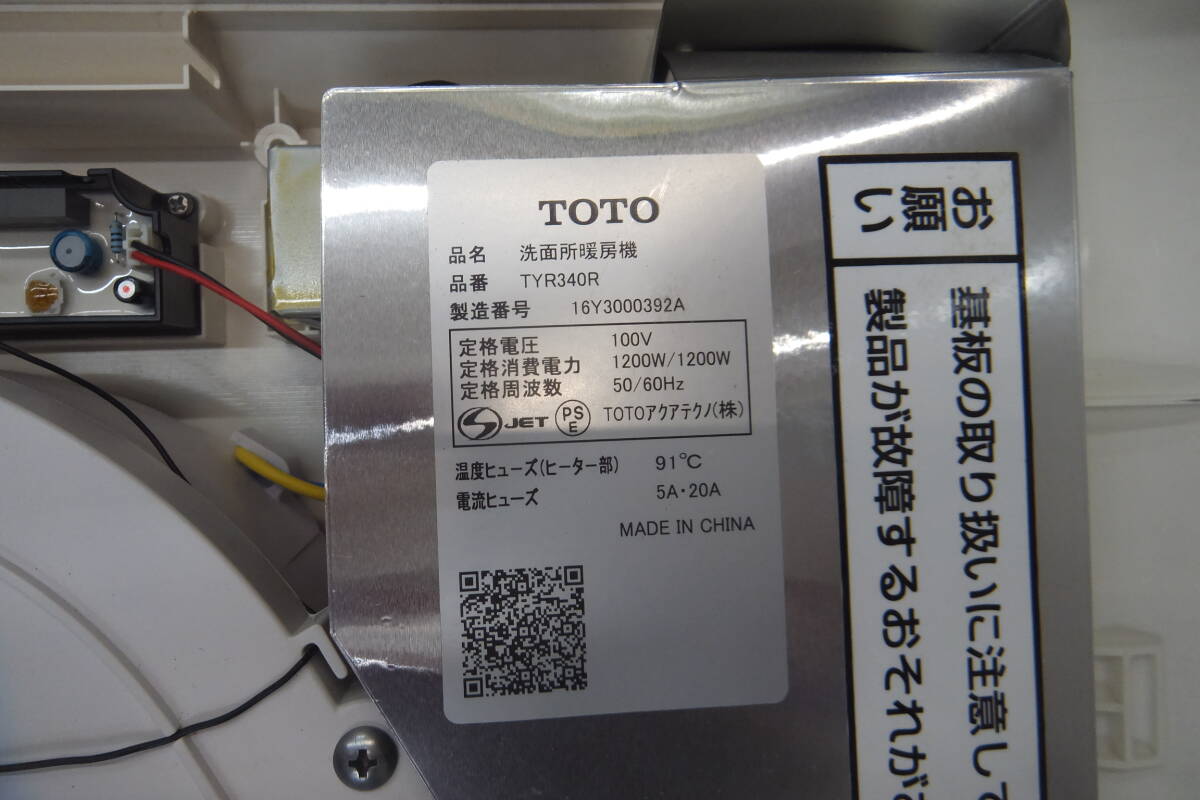 TOTO
品名 洗面所暖房機
品番 TYR340R
製造番号 16Y3000392A
定格電圧 100V
定格消費電力 1200W/1200W
定格周波数 50/60Hz
S JET PS E TOTOアクアテクノ(株)
温度ヒューズ(ヒーター部) 91℃
電流ヒューズ 5A・20A
MADE IN CHINA
お願い
基板の取り扱いに注意して
製品が故障するおそれが